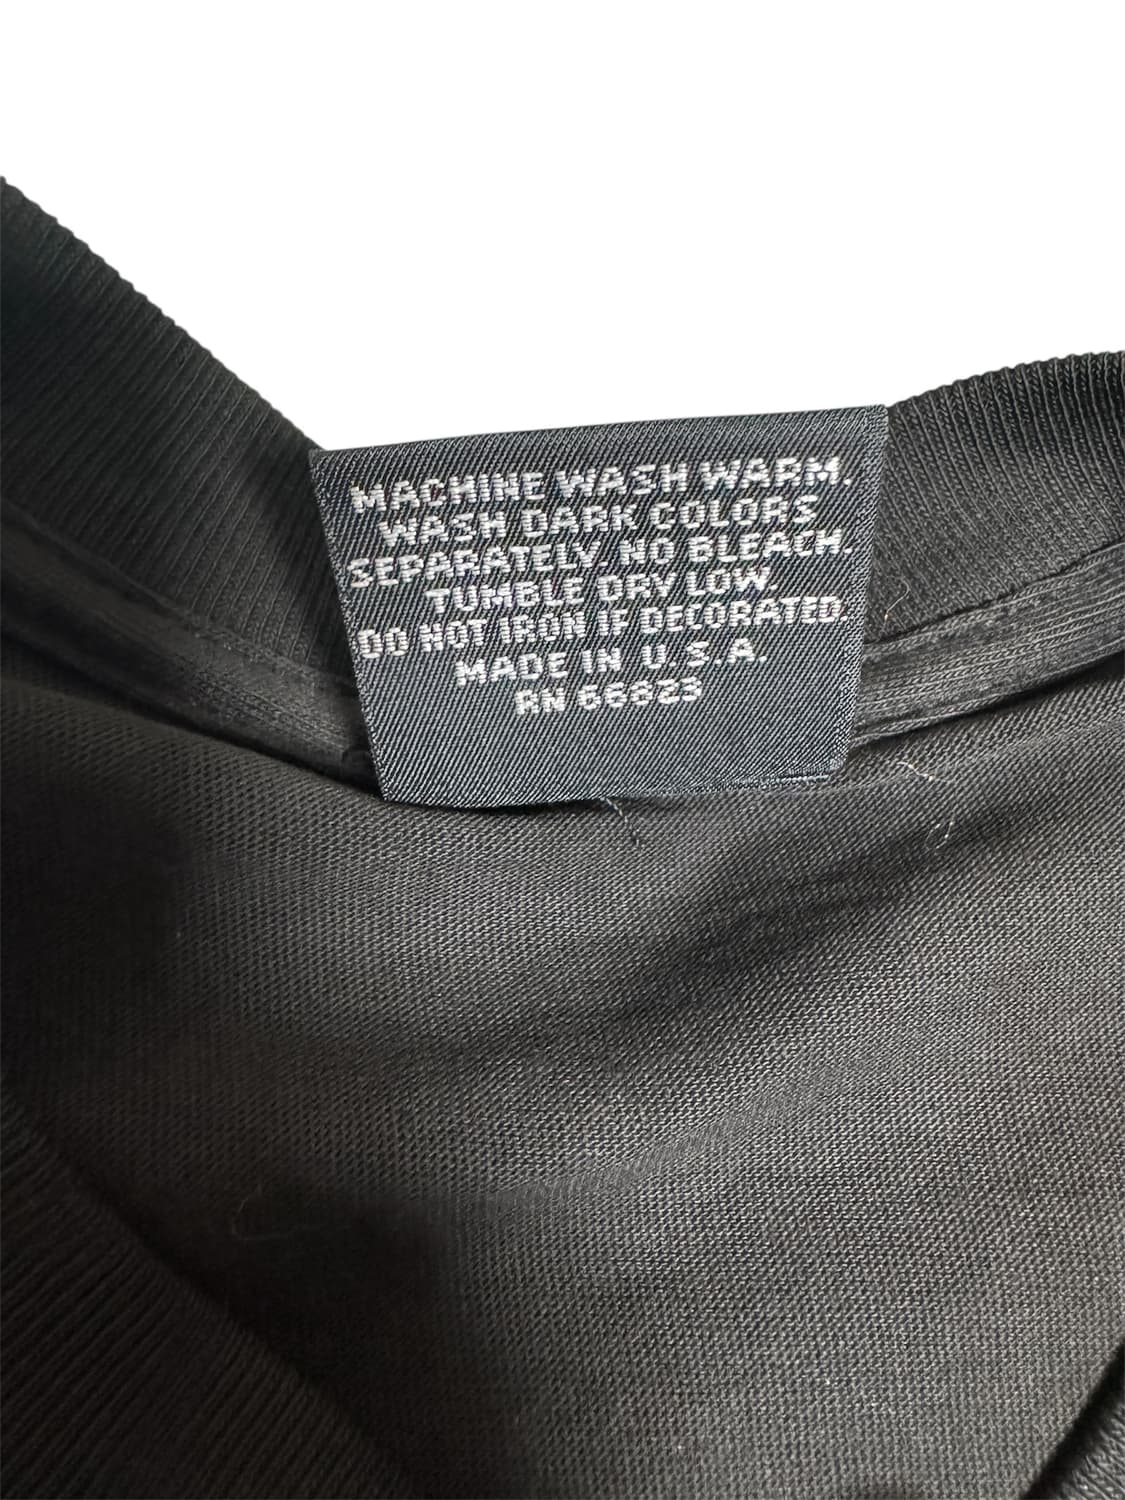 MACHINE WASH WARM.
WASH DARK COLORS
SEPARATELY. NO BLEACH.
TUMBLE DRY LOW.
DO NOT IRON IF DECORATED.
MADE IN U.S.A.
RN 66823